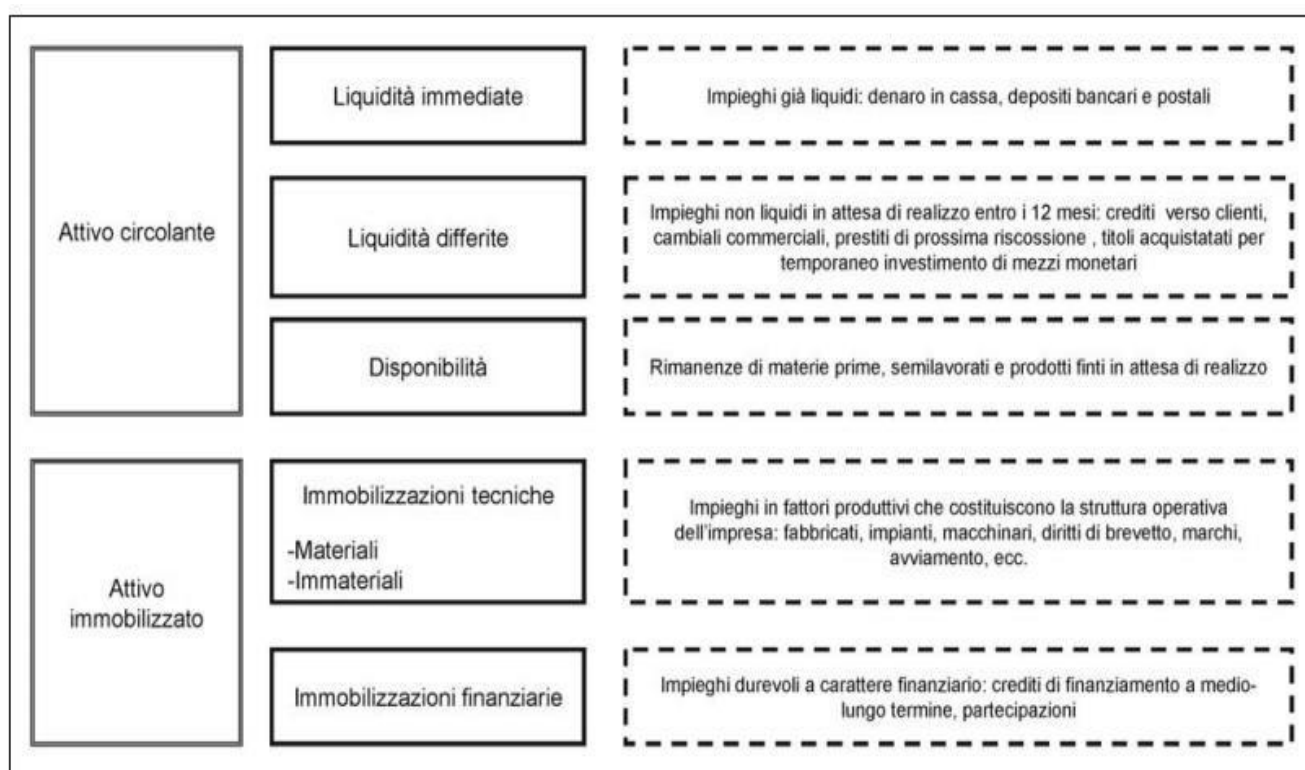 Attivo circolante
Liquidità immediate
Impieghi già liquidi: denaro in cassa, depositi bancari e postali
Liquidità differite
Impieghi non liquidi in attesa di realizzo entro i 12 mesi: crediti verso clienti,
cambiali commerciali, prestiti di prossima riscossione , titoli acquistatati per
temporaneo investimento di mezzi monetari
Disponibilità
Rimanenze di materie prime, semilavorati e prodotti finti in attesa di realizzo
Attivo
immobilizzato
Immobilizzazioni tecniche
-Materiali
-Immateriali
Impieghi in fattori produttivi che costituiscono la struttura operativa
dell'impresa: fabbricati, impianti, macchinari, diritti di brevetto, marchi,
avviamento, ecc.
Immobilizzazioni finanziarie
Impieghi durevoli a carattere finanziario: crediti di finanziamento a medio-
lungo termine, partecipazioni